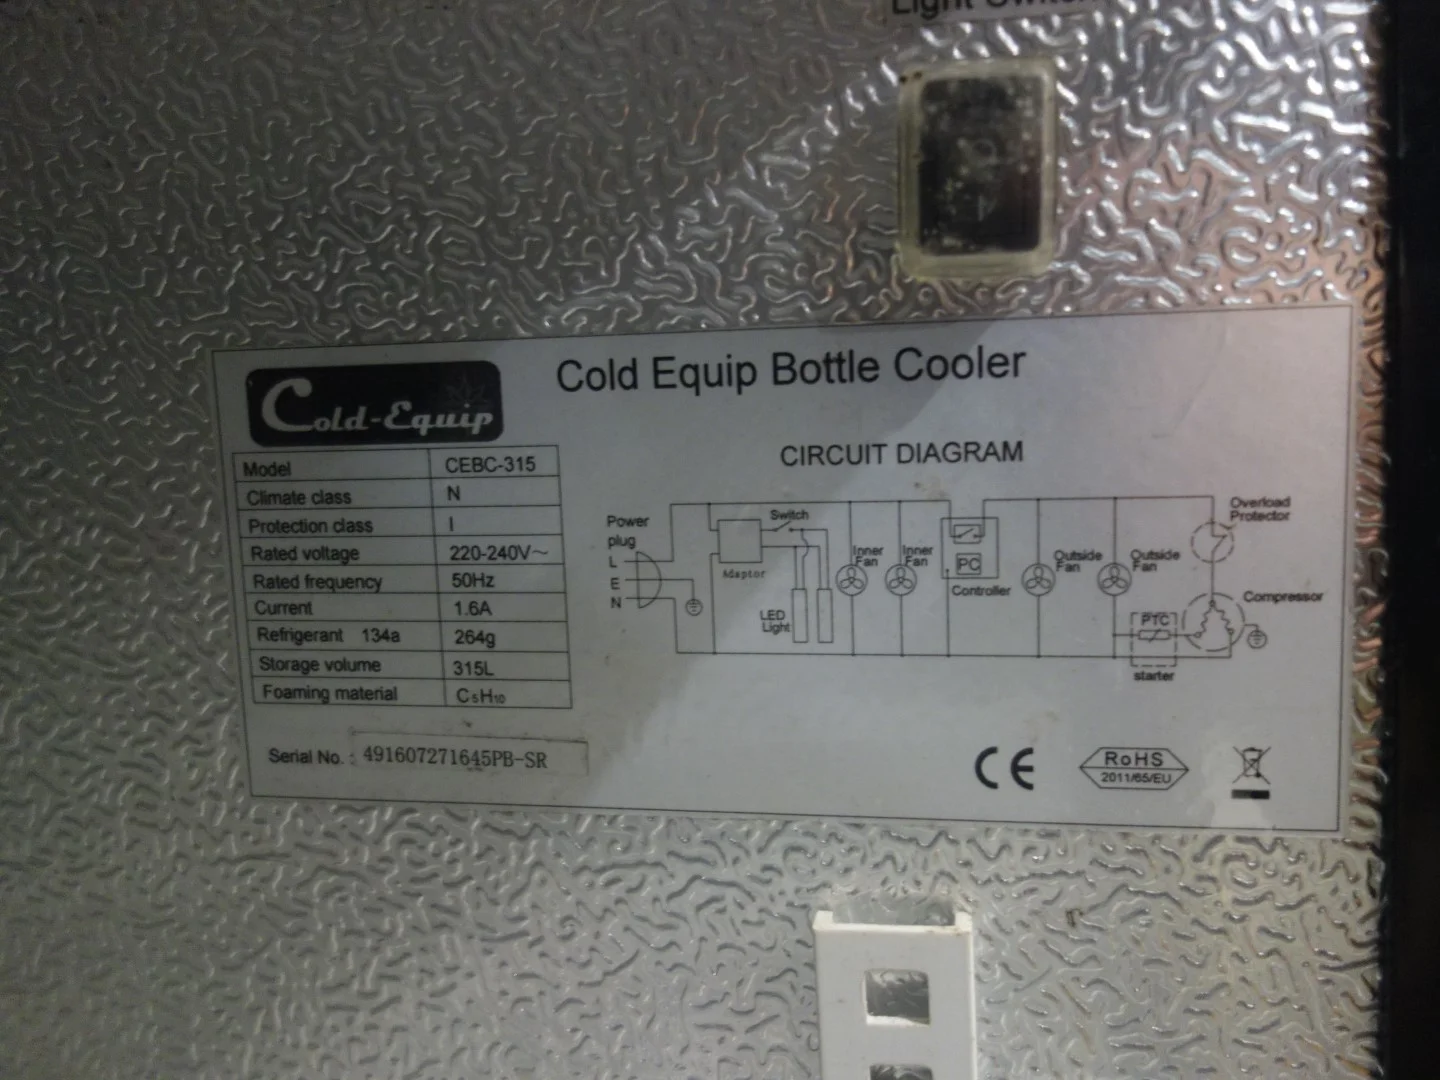 Light Switch
Cold-Equip
Cold Equip Bottle Cooler
Model CEBC-315
Climate class N
Protection class I
Rated voltage 220-240V~
Rated frequency 50Hz
Current 1.6A
Refrigerant 134a 264g
Storage volume 315L
Foaming material C5H10
Serial No. : 491607271645PB-SR
CIRCUIT DIAGRAM
Power
plug
L
E
N
Maptor
Switch
LED
Light
Inner
Fan
Inner
Fan
PC
Controller
Outside
Fan
Outside
Fan
Overload
Protector
Compressor
PTC
starter
CE
RoHS
2011/65/EU